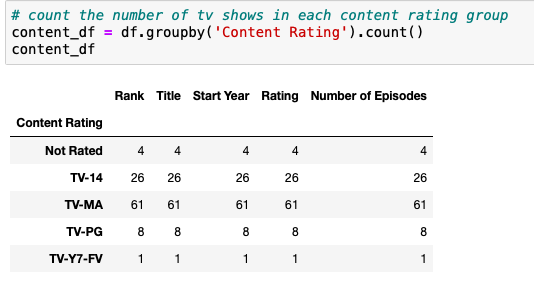 # count the number of tv shows in each content rating group
content_df = df.groupby('Content Rating').count()
content_df
Rank Title Start Year Rating Number of Episodes
Content Rating
Not Rated 4 4 4 4 4
TV-14 26 26 26 26 26
TV-MA 61 61 61 61 61
TV-PG 8 8 8 8 8
TV-Y7-FV 1 1 1 1 1